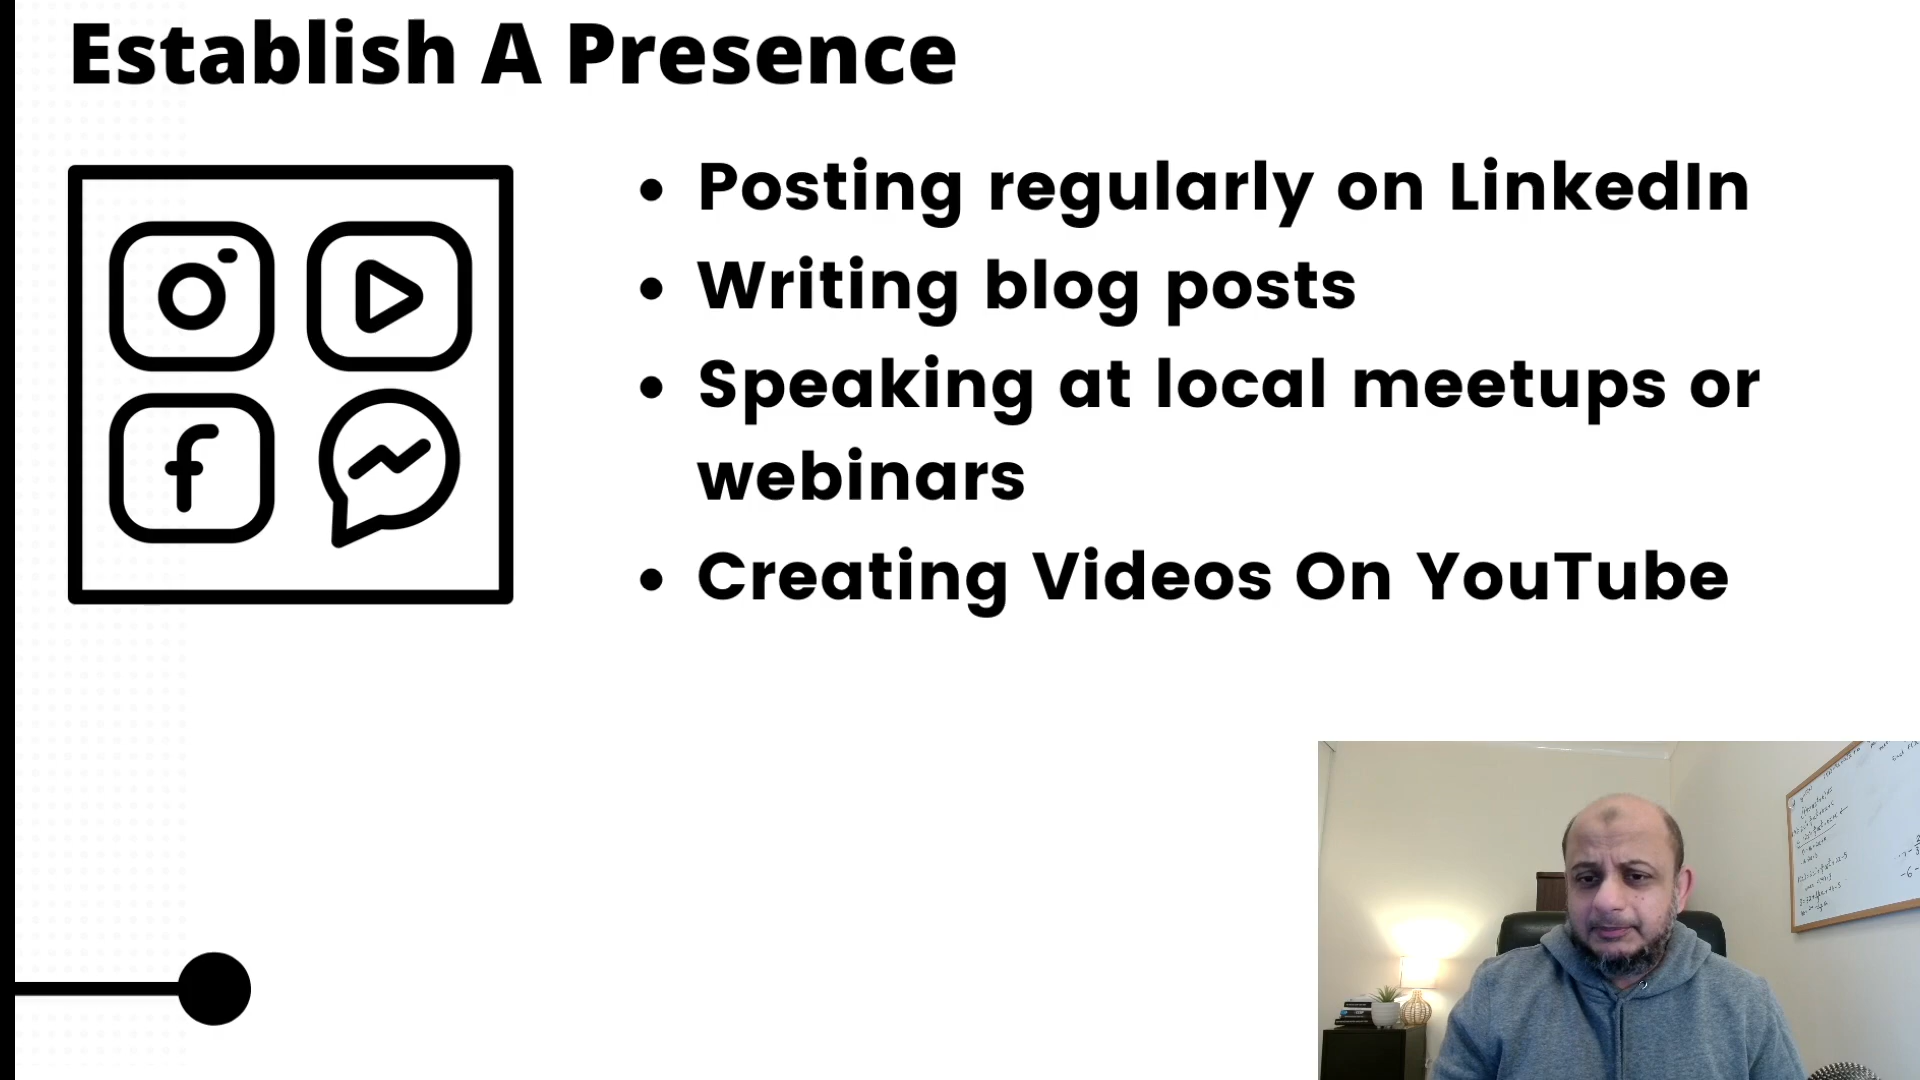 Establish A Presence
Posting regularly on LinkedIn
Writing blog posts
Speaking at local meetups or
webinars
Creating Videos On YouTube